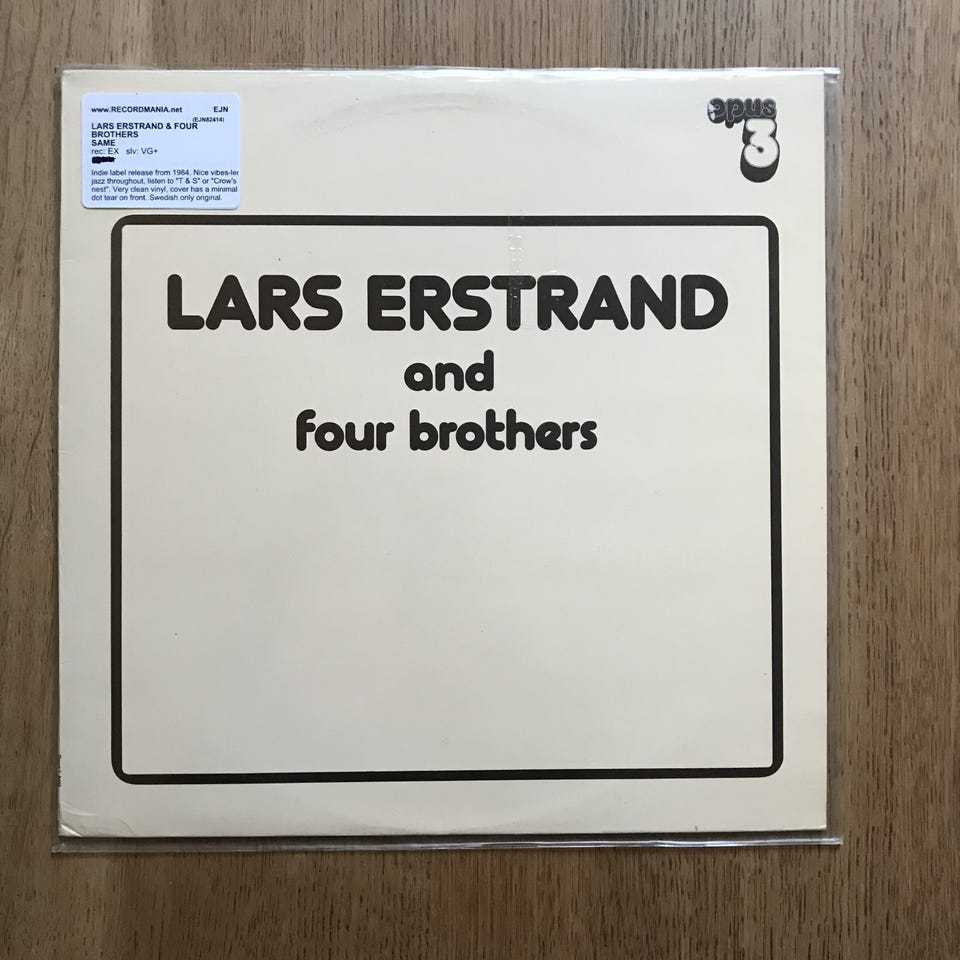 www.RECORDMANIA.net EJN
(EJN82414)
LARS ERSTRAND & FOUR
BROTHERS
SAME
rec: EX slv: VG+
Indie label release from 1984. Nice vibes-led
jazz throughout, listen to "T & S" or "Crow's
nest". Very clean vinyl, cover has a minimal
dot tear on front. Swedish only original.
opus
3
LARS ERSTRAND
and
four brothers